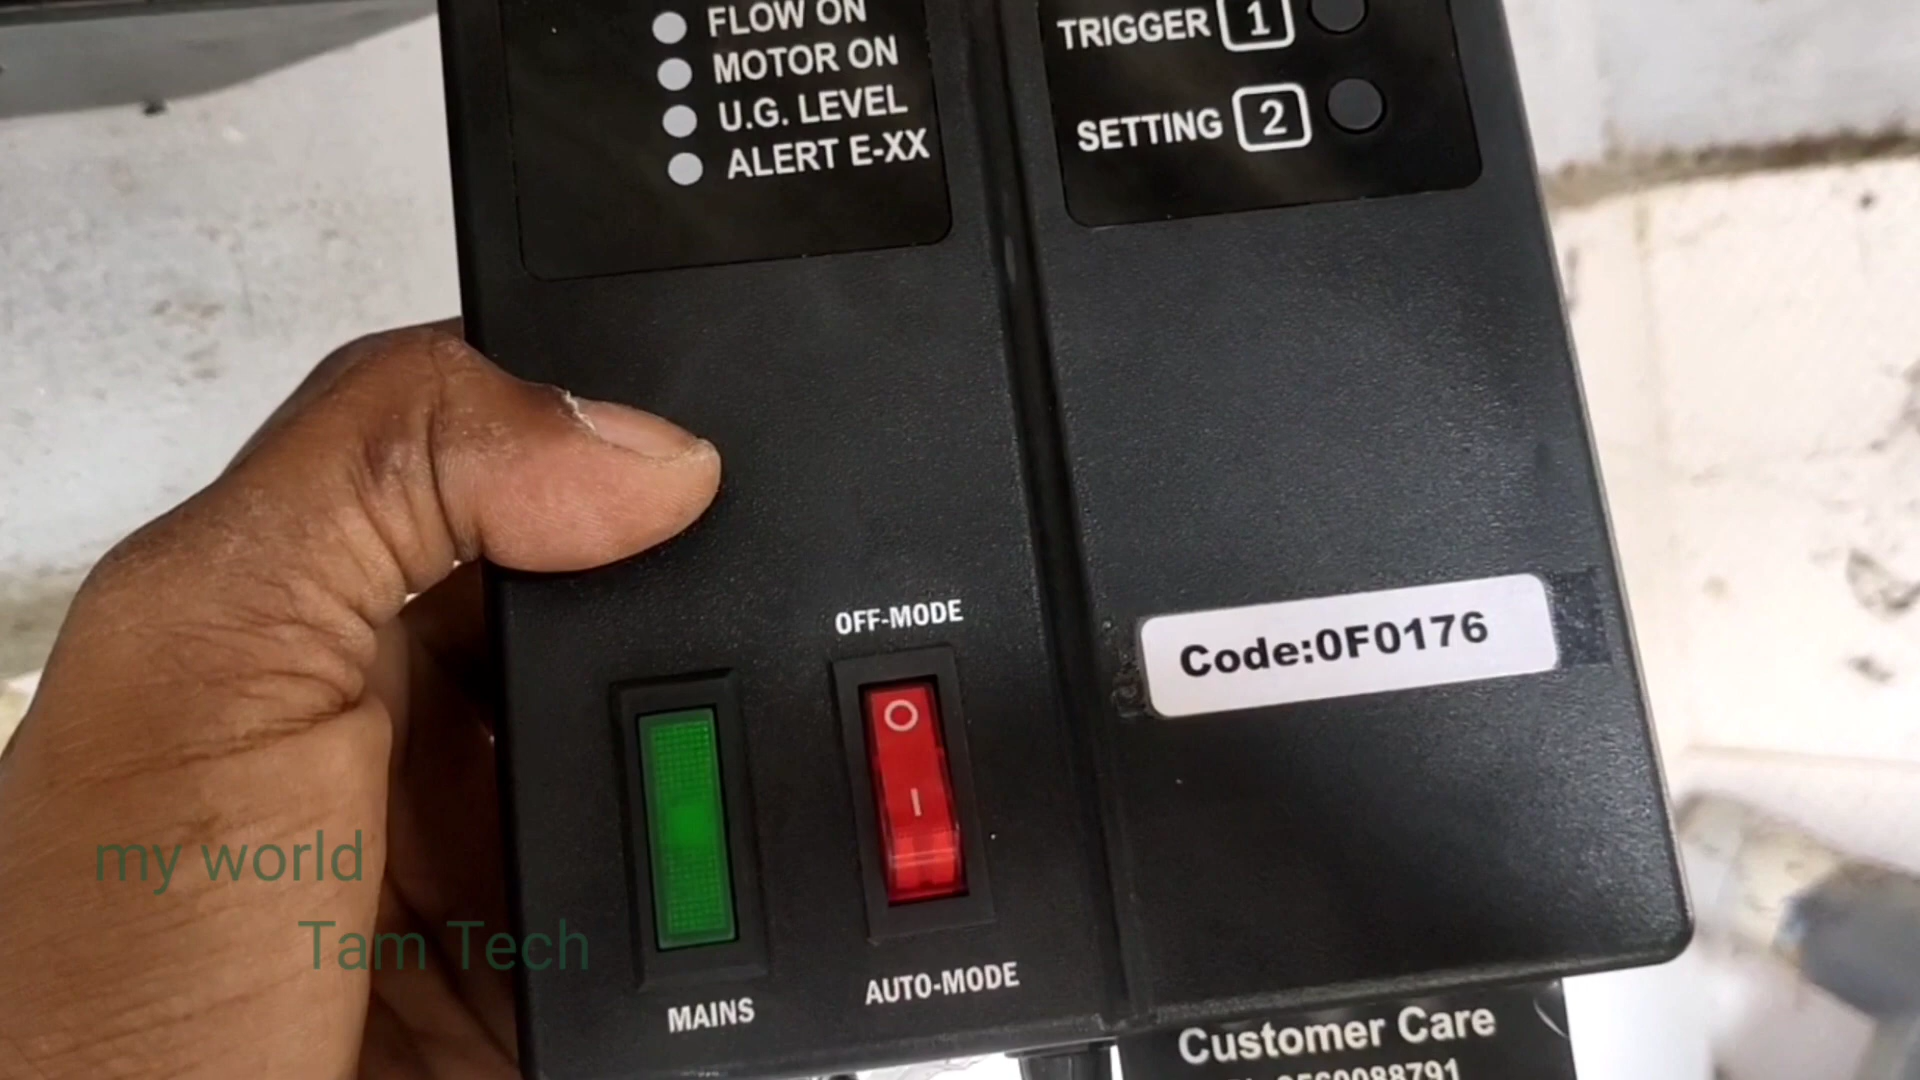 FLOW ON
MOTOR ON
U.G. LEVEL
ALERT E-XX
TRIGGER 1
SETTING 2
OFF-MODE
O
I
AUTO-MODE
MAINS
Code:0F0176
Customer Care
my world
Tam Tech